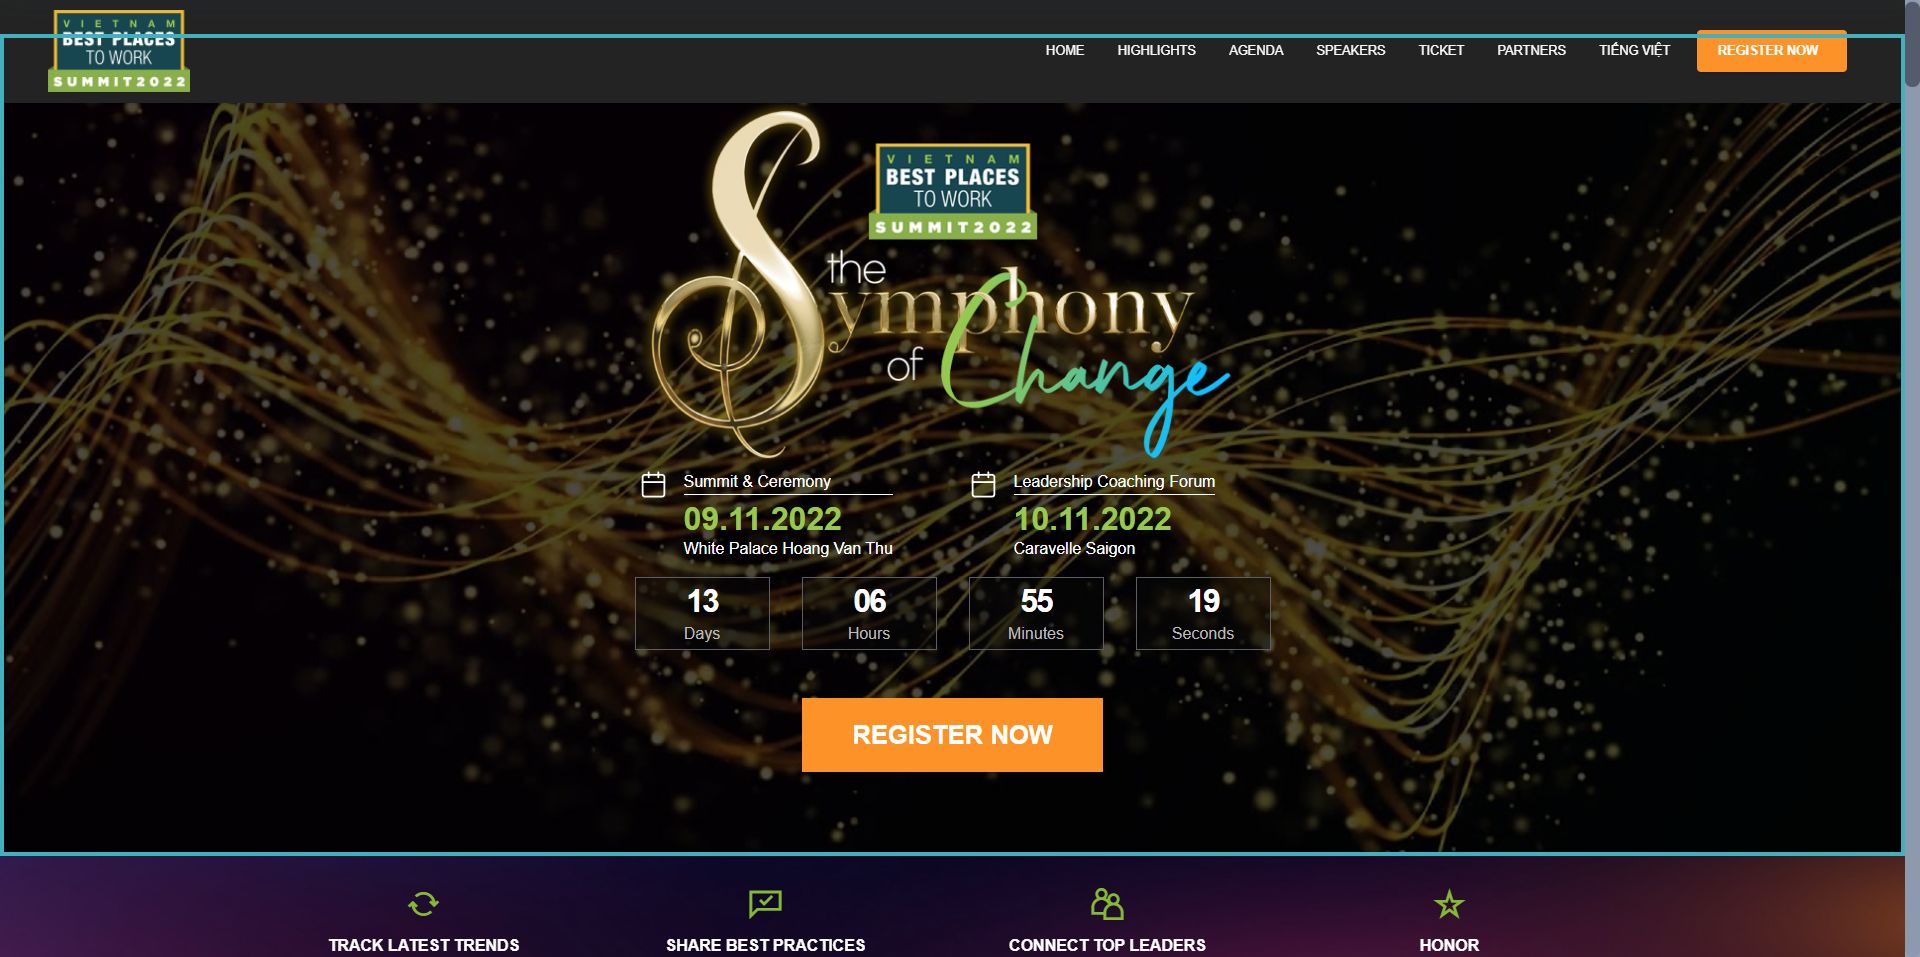 VIETNAM
BEST PLACES
TO WORK
SUMMIT2022
HOME
HIGHLIGHTS
AGENDA
SPEAKERS
TICKET
PARTNERS
TIẾNG VIỆT
REGISTER NOW
VIETNAM
BEST PLACES
TO WORK
SUMMIT2022
the
Symphony
of Change
Summit & Ceremony
09.11.2022
White Palace Hoang Van Thu
Leadership Coaching Forum
10.11.2022
Caravelle Saigon
13
Days
06
Hours
55
Minutes
19
Seconds
REGISTER NOW
TRACK LATEST TRENDS
SHARE BEST PRACTICES
CONNECT TOP LEADERS
HONOR